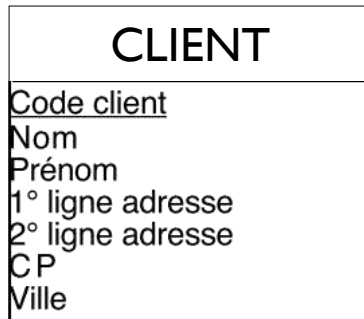 CLIENT
Code client
Nom
Prénom
1° ligne adresse
2° ligne adresse
CP
Ville